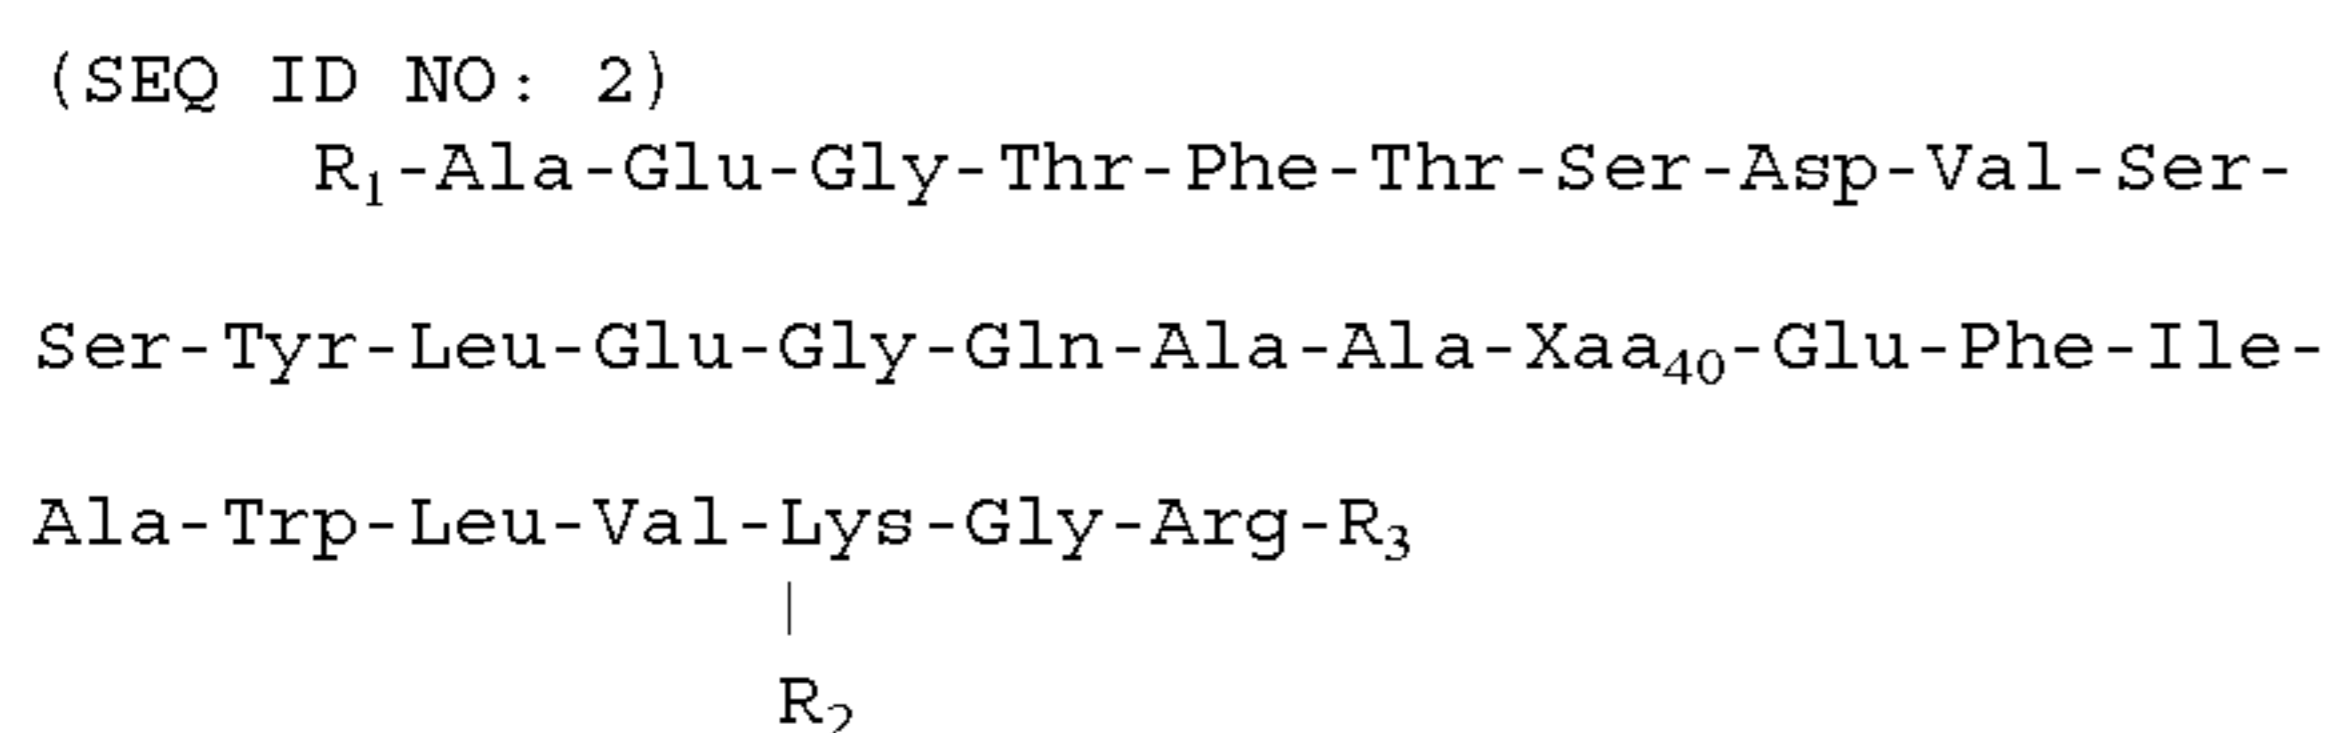 (SEQ ID NO: 2)
R₁-Ala-Glu-Gly-Thr-Phe-Thr-Ser-Asp-Val-Ser-
Ser-Tyr-Leu-Glu-Gly-Gln-Ala-Ala-Xaa₄₀-Glu-Phe-Ile-
Ala-Trp-Leu-Val-Lys-Gly-Arg-R₃
|
R₂